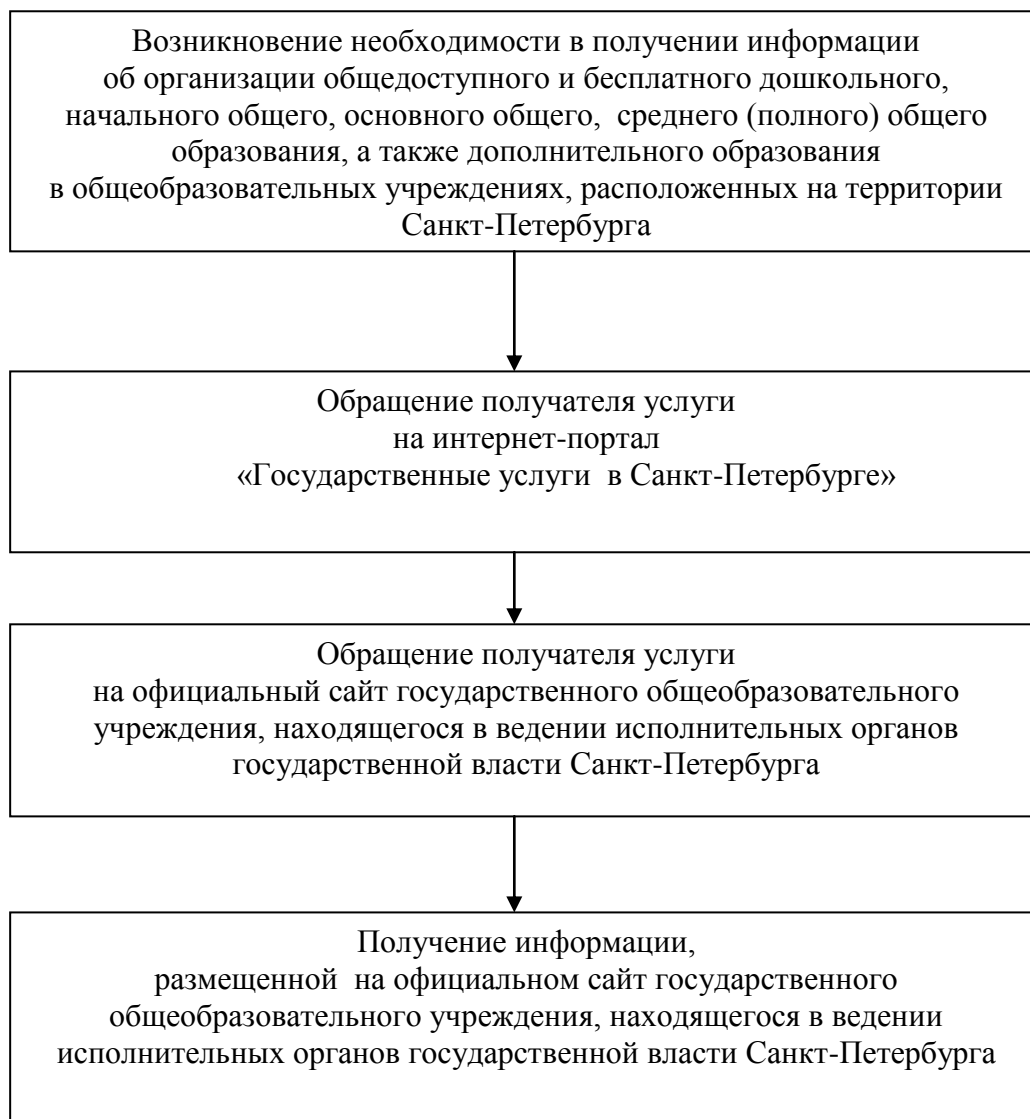 Возникновение необходимости в получении информации
об организации общедоступного и бесплатного дошкольного,
начального общего, основного общего,  среднего (полного) общего
образования, а также дополнительного образования
в общеобразовательных учреждениях, расположенных на территории
Санкт-Петербурга
Обращение получателя услуги
на интернет-портал
«Государственные услуги  в Санкт-Петербурге»
Обращение получателя услуги
на официальный сайт государственного общеобразовательного
учреждения, находящегося в ведении исполнительных органов
государственной власти Санкт-Петербурга
Получение информации,
размещенной  на официальном сайт государственного
общеобразовательного учреждения, находящегося в ведении
исполнительных органов государственной власти Санкт-Петербурга